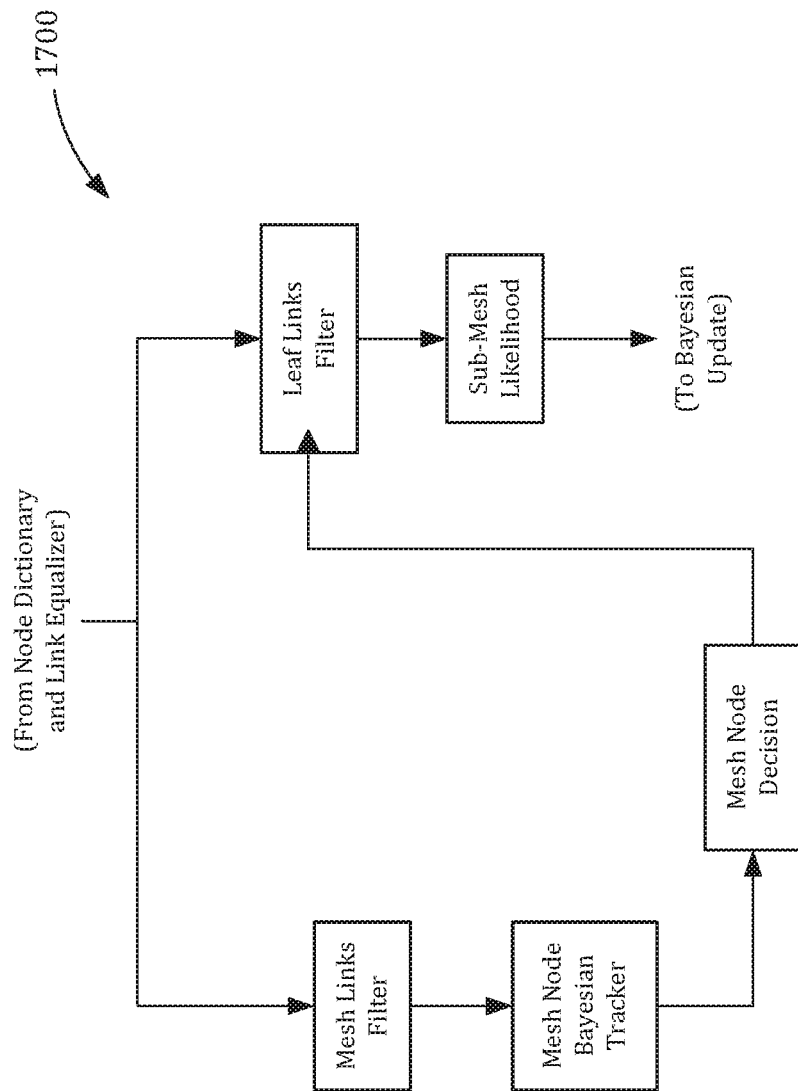 1700
(From Node Dictionary
and Link Equalizer)
Mesh Links
Filter
Mesh Node
Bayesian
Tracker
Mesh Node
Decision
Leaf Links
Filter
Sub-Mesh
Likelihood
(To Bayesian
Update)